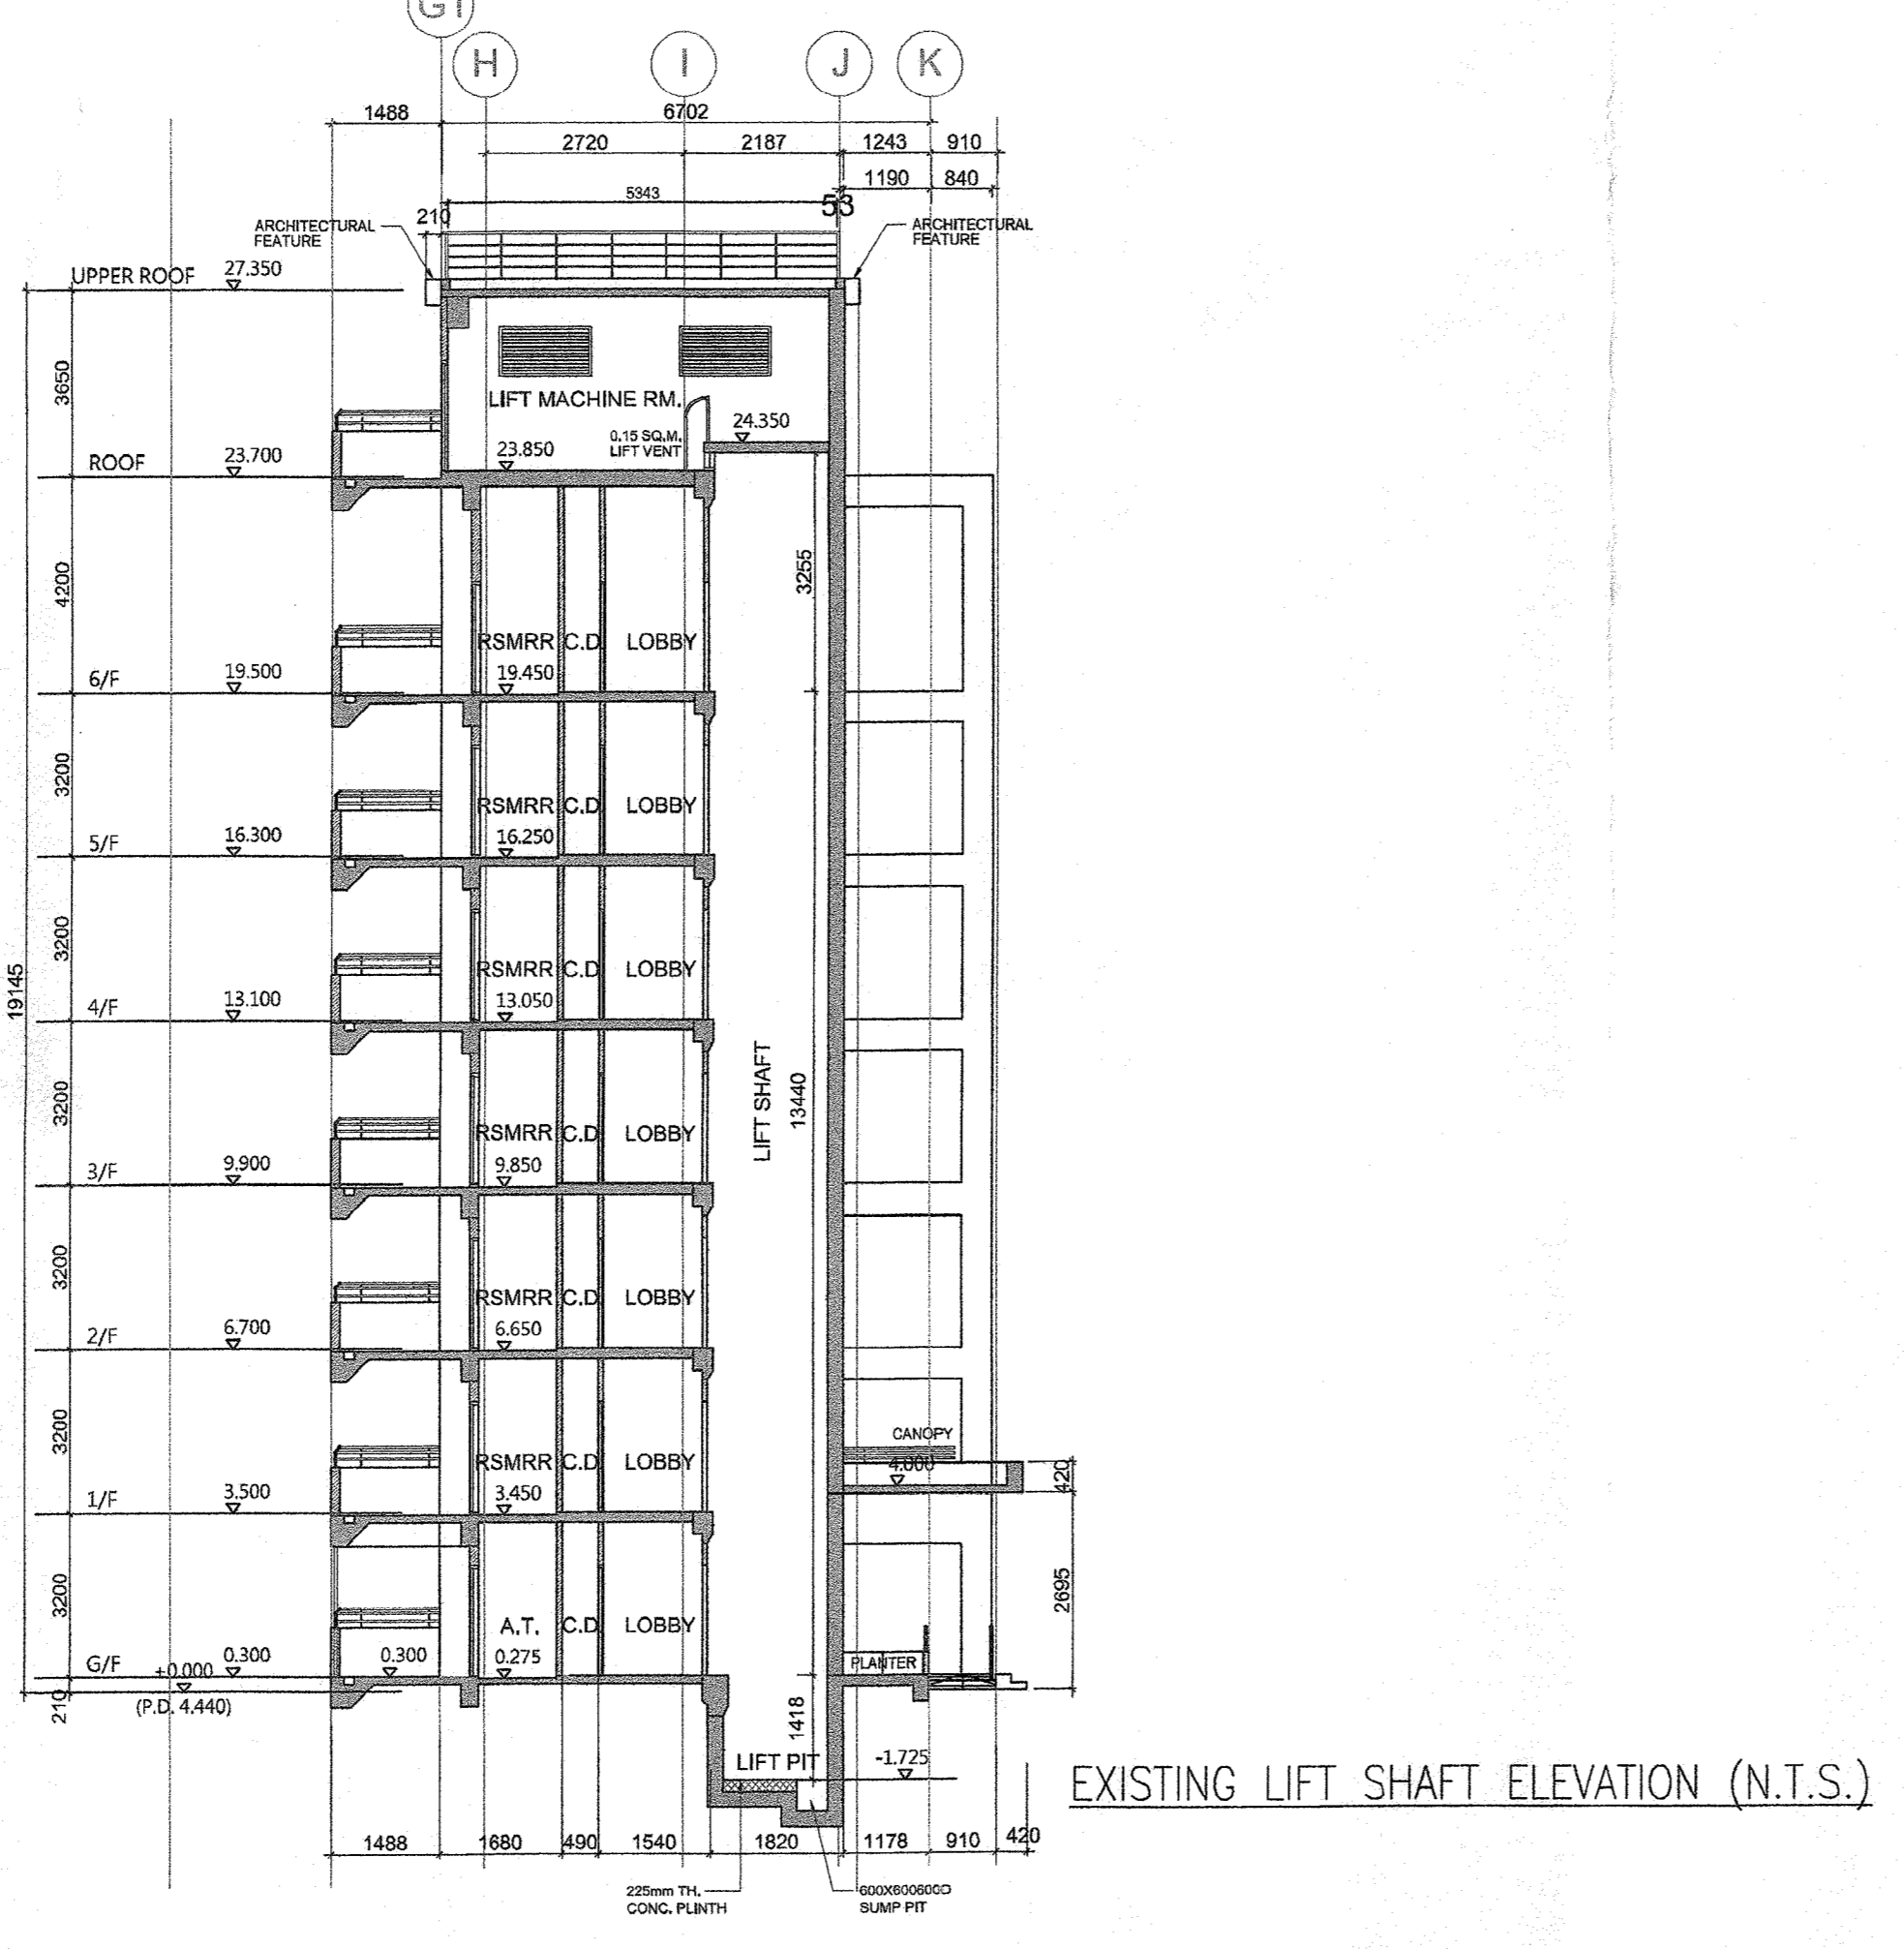 G1
H I J K
1488 6702
2720 2187 1243 910
1190 840
5343
53
210
ARCHITECTURAL
FEATURE
ARCHITECTURAL
FEATURE
UPPER ROOF 27.350
3650
LIFT MACHINE RM.
24.350
0.15 SQ.M.
LIFT VENT
23.850
ROOF 23.700
4200
3255
RSMRR C.D LOBBY
19.450
6/F 19.500
3200
RSMRR C.D LOBBY
16.250
5/F 16.300
3200
RSMRR C.D LOBBY
13.050
4/F 13.100
19145
3200
LIFT SHAFT
13440
RSMRR C.D LOBBY
9.850
3/F 9.900
3200
RSMRR C.D LOBBY
6.650
2/F 6.700
3200
CANOPY
4.000
420
RSMRR C.D LOBBY
3.450
1/F 3.500
3200
2695
A.T. C.D LOBBY
0.275
G/F ±0.000 0.300 0.300
(P.D. 4.440)
210
PLANTER
1418
LIFT PIT -1.725
EXISTING LIFT SHAFT ELEVATION (N.T.S.)
1488 1680 490 1540 1820 1178 910 420
225mm TH.
CONC. PLINTH
600X600600D
SUMP PIT